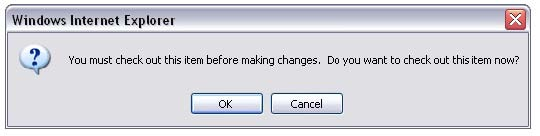 Windows Internet Explorer
You must check out this item before making changes. Do you want to check out this item now?
OK
Cancel